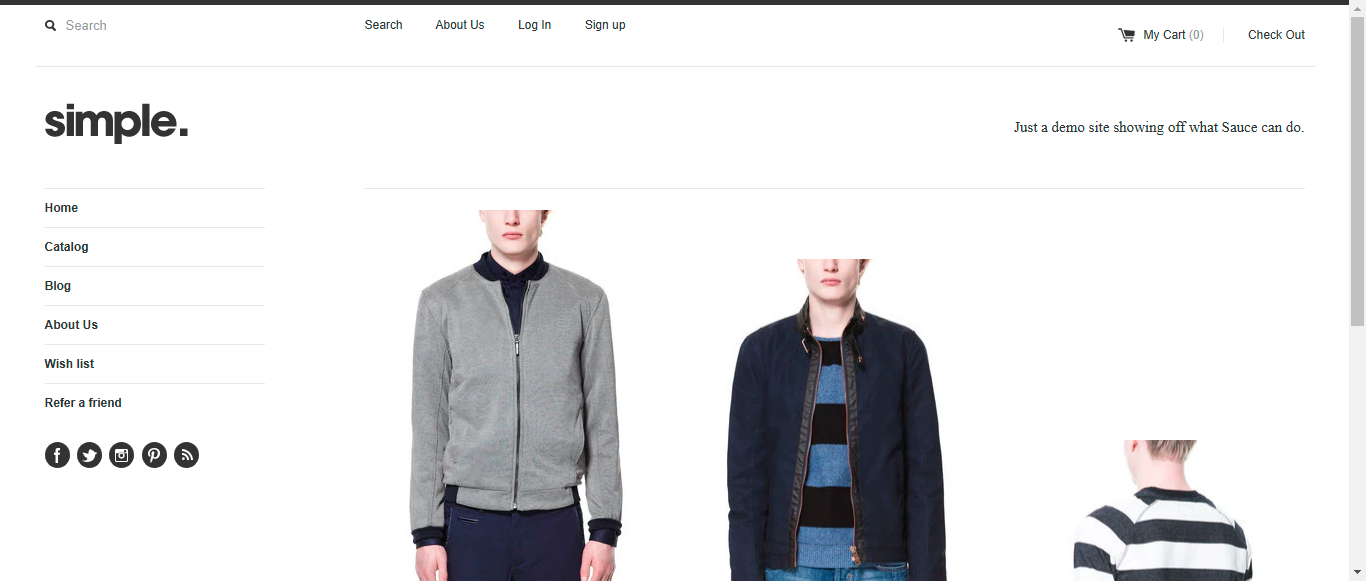 Search
Search About Us Log In Sign up
My Cart (0) Check Out
simple.
Just a demo site showing off what Sauce can do.
Home
Catalog
Blog
About Us
Wish list
Refer a friend